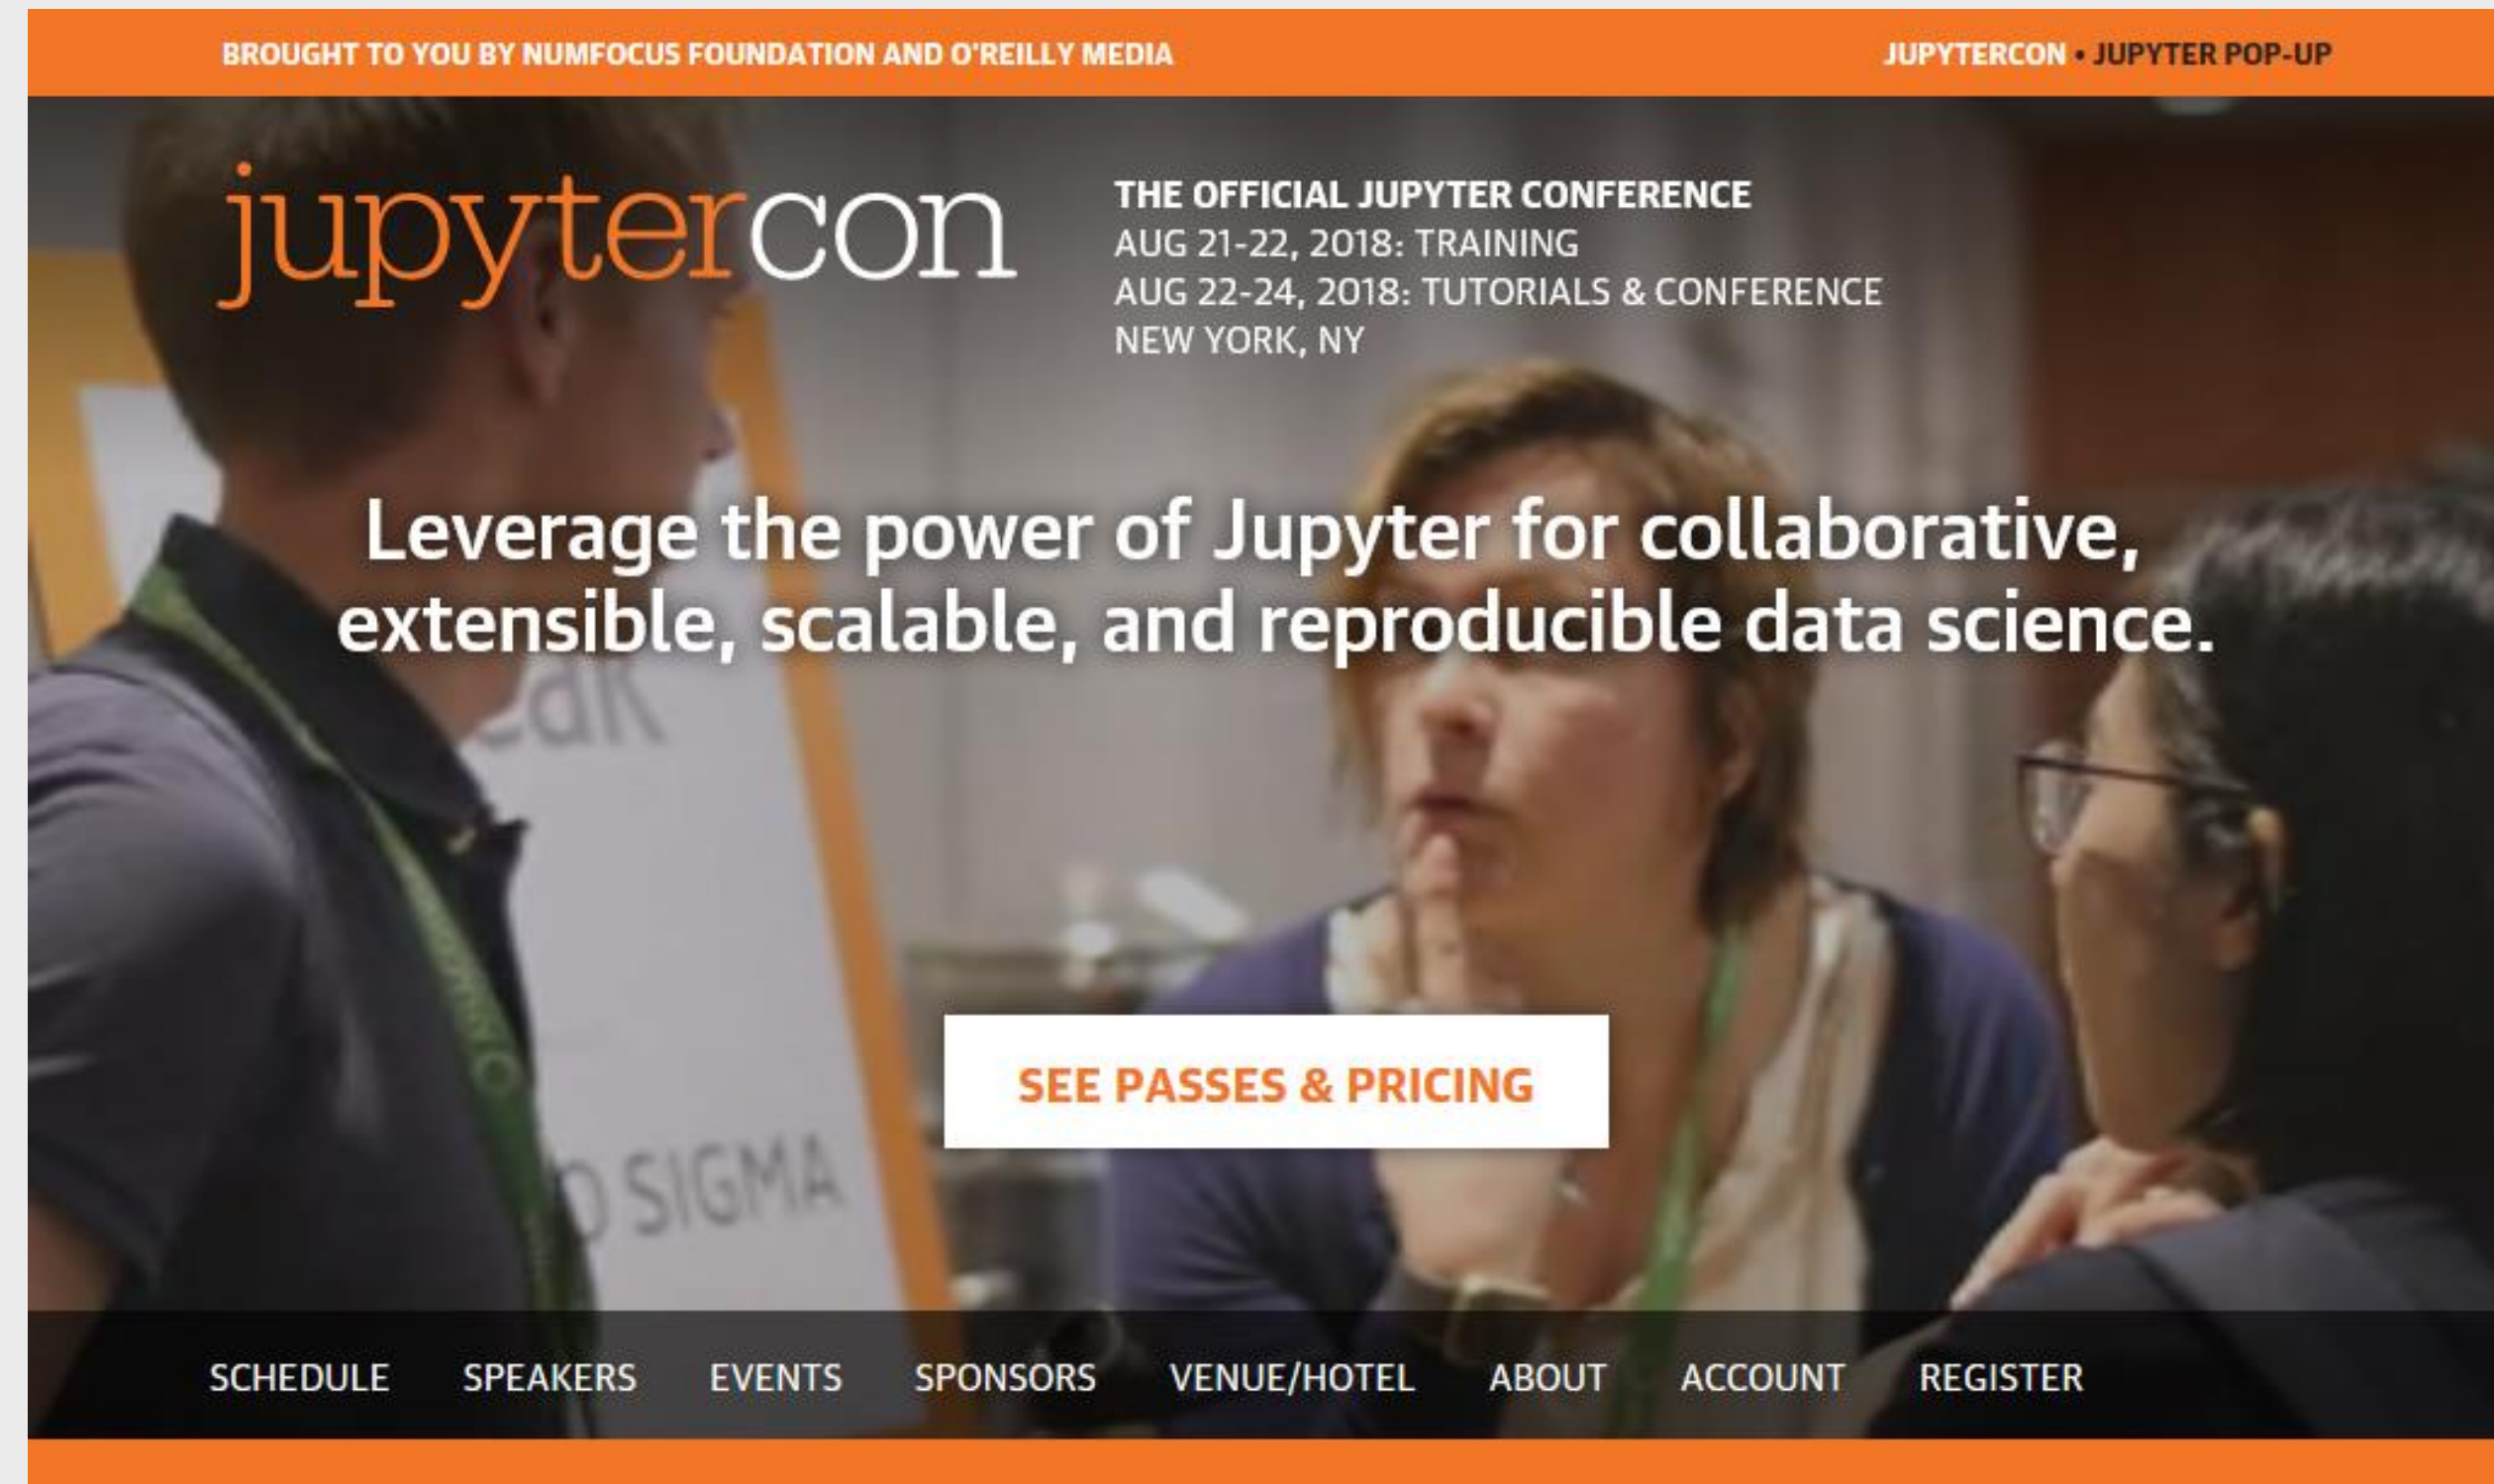 BROUGHT TO YOU BY NUMFOCUS FOUNDATION AND O'REILLY MEDIA
JUPYTERCON • JUPYTER POP-UP
jupytercon
THE OFFICIAL JUPYTER CONFERENCE
AUG 21-22, 2018: TRAINING
AUG 22-24, 2018: TUTORIALS & CONFERENCE
NEW YORK, NY
Leverage the power of Jupyter for collaborative,
extensible, scalable, and reproducible data science.
SIGMA
SEE PASSES & PRICING
SCHEDULE SPEAKERS EVENTS SPONSORS VENUE/HOTEL ABOUT ACCOUNT REGISTER